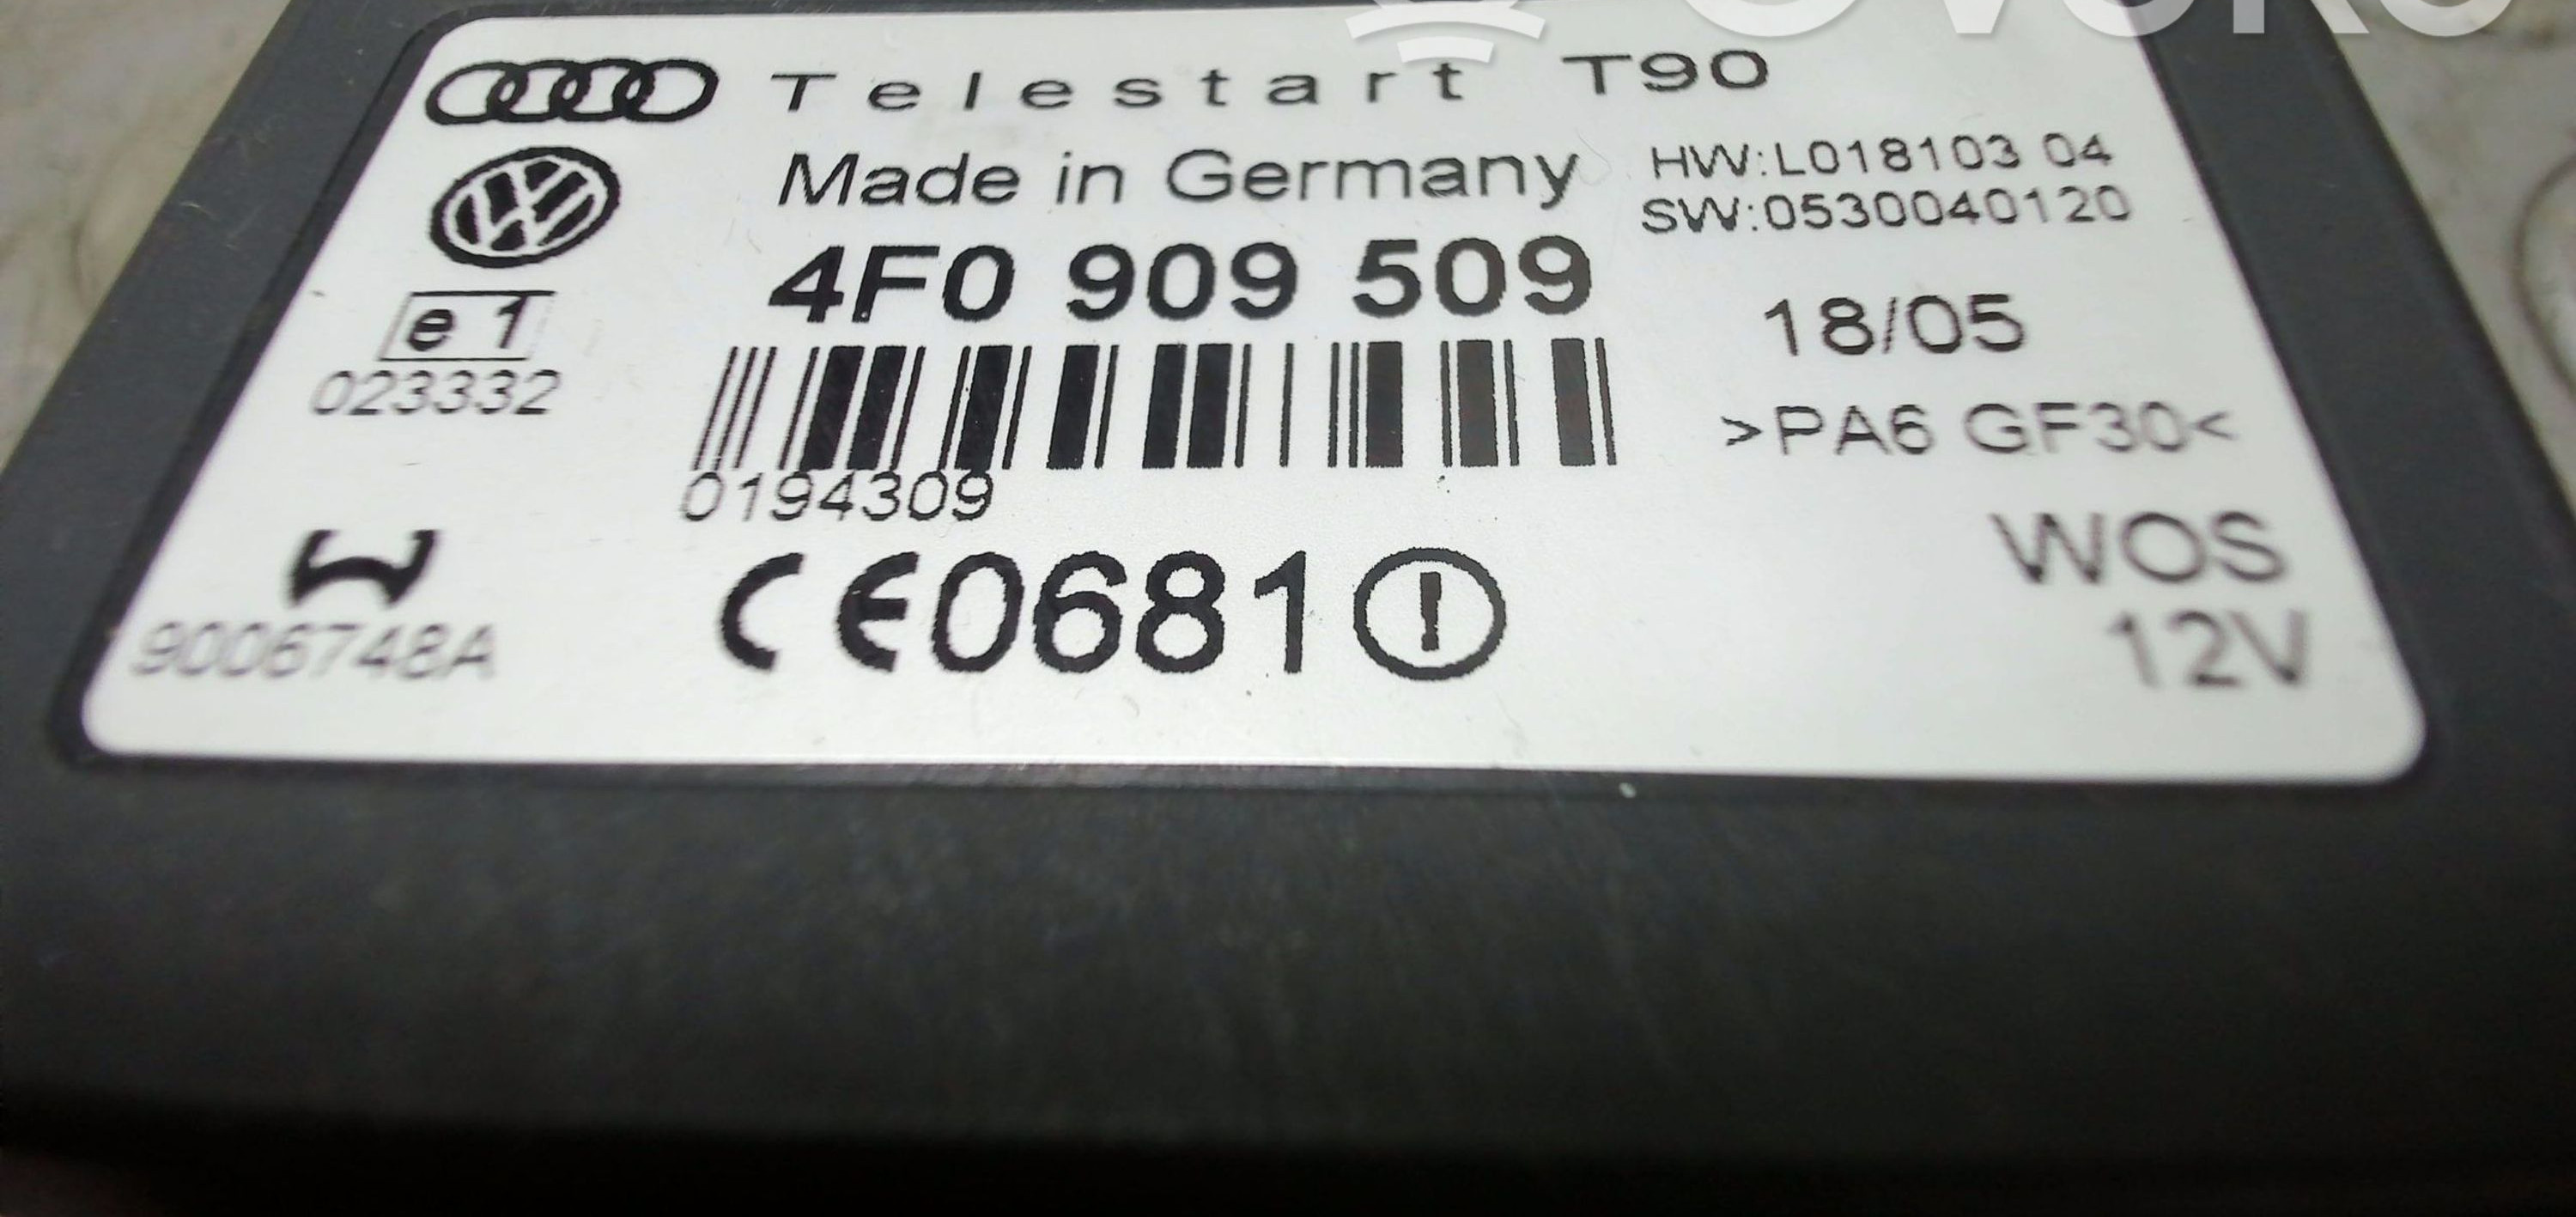 Telestart T90
Made in Germany
HW:L018103 04
SW:0530040120
4F0 909 509
18/05
e 1
023332
>PA6 GF30<
0194309
WOS
12V
CE0681
9006748A